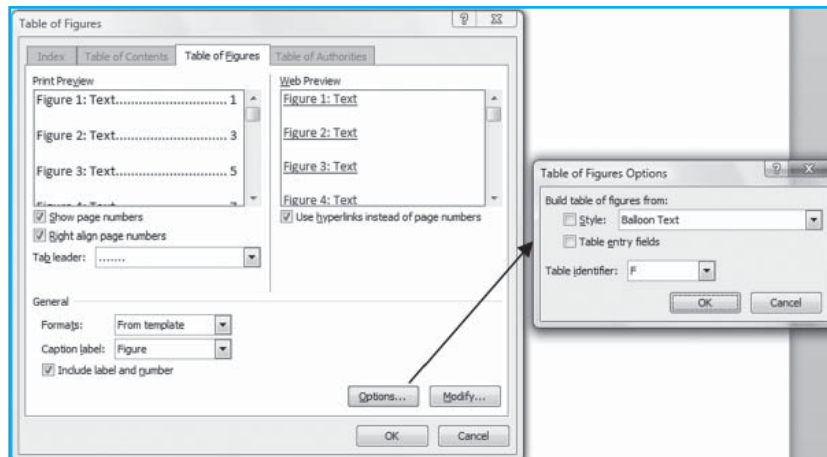 Table of Figures
Index Table of Contents Table of Figures Table of Authorities
Print Preview
Figure 1: Text............................ 1
Figure 2: Text............................ 3
Figure 3: Text............................ 5
Show page numbers
Right align page numbers
Tab leader: .......
Web Preview
Figure 1: Text
Figure 2: Text
Figure 3: Text
Figure 4: Text
Use hyperlinks instead of page numbers
General
Formats: From template
Caption label: Figure
Include label and number
Options... Modify...
OK Cancel
Table of Figures Options
Build table of figures from:
Style: Balloon Text
Table entry fields
Table identifier: F
OK Cancel